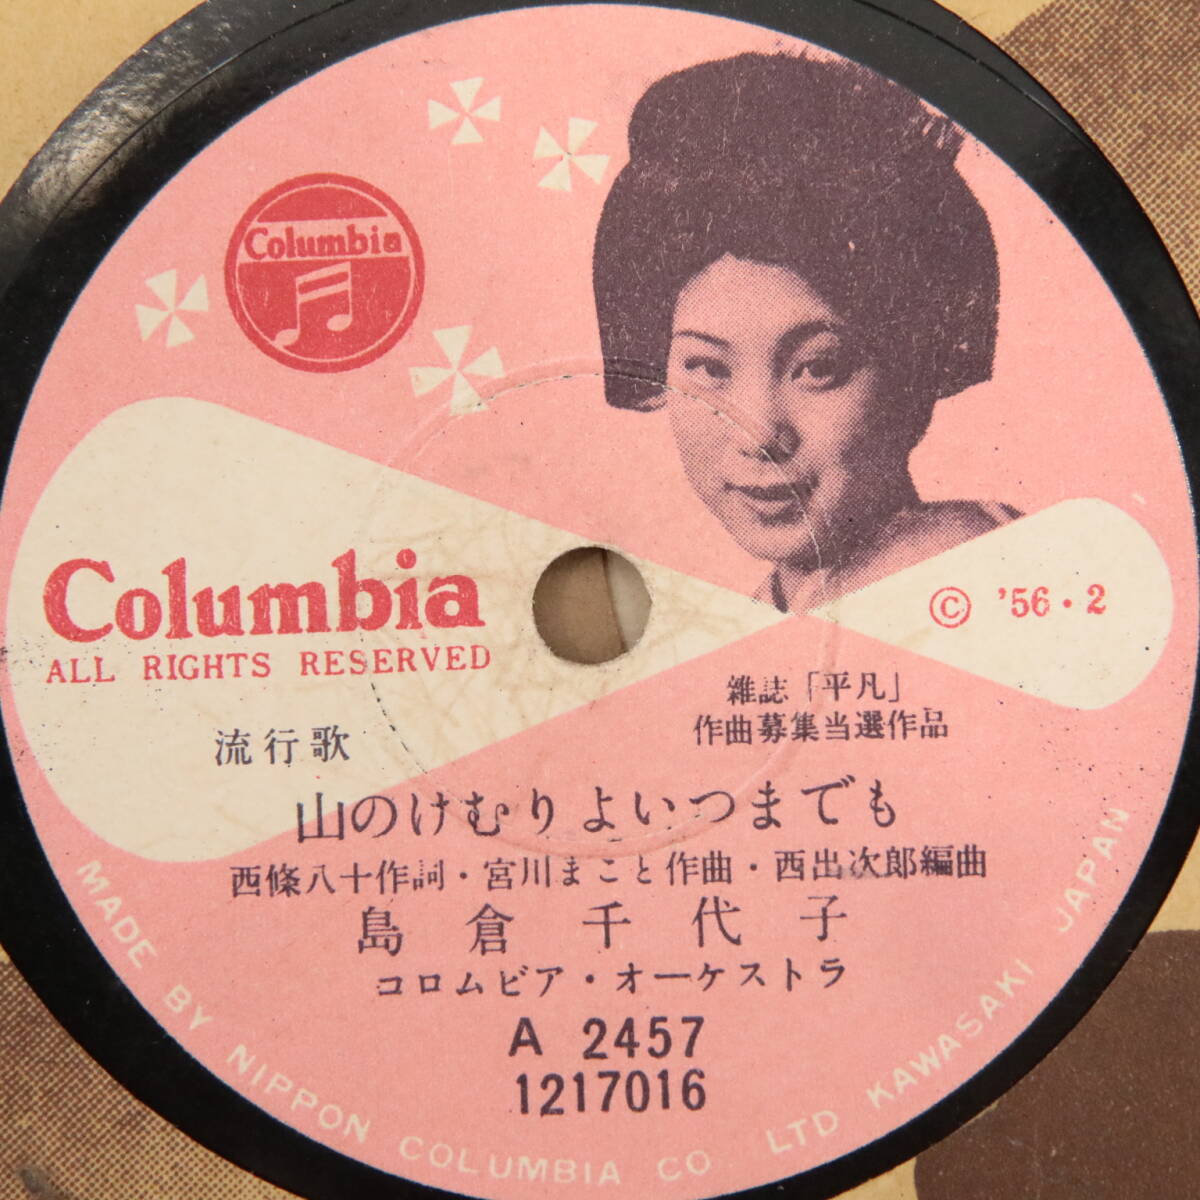 Columbia
Columbia
ALL RIGHTS RESERVED
© '56・2
雑誌「平凡」
作曲募集当選作品
流行歌
山のけむりよいつまでも
西條八十作詞・宮川まこと作曲・西出次郎編曲
島倉千代子
コロムビア・オーケストラ
A 2457
1217016
MADE BY NIPPON COLUMBIA CO LTD KAWASAKI JAPAN